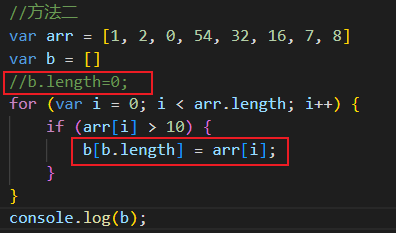 //方法二
var arr = [1, 2, 0, 54, 32, 16, 7, 8]
var b = []
//b.length=0;
for (var i = 0; i < arr.length; i++) {
    if (arr[i] > 10) {
        b[b.length] = arr[i];
    }
}
console.log(b);